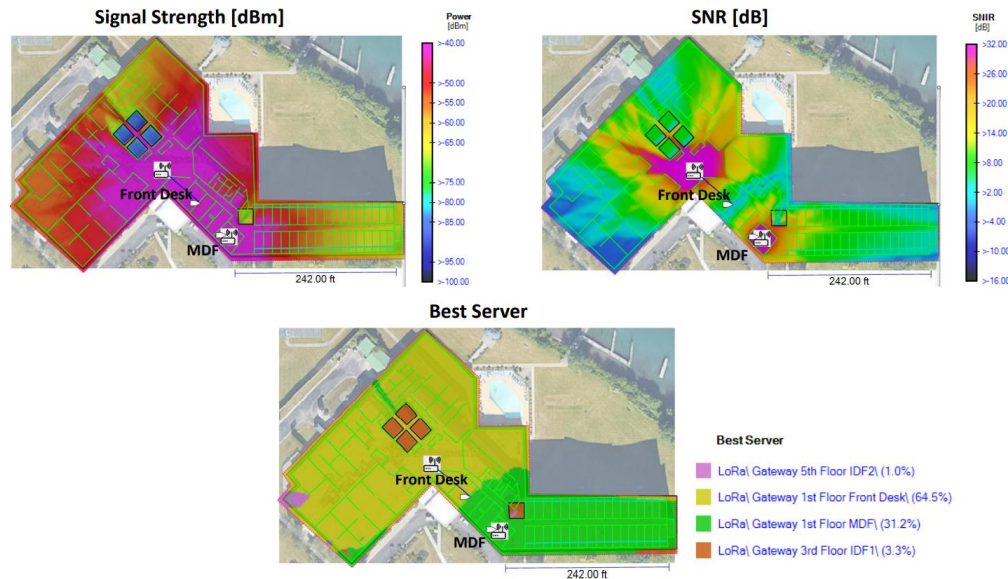 Signal Strength [dBm]
Power
[dBm]
>-40.00
>-50.00
>-55.00
>-60.00
>-65.00
>-70.00
>-75.00
>-80.00
>-85.00
>-90.00
>-100.00
Front Desk
MDF
242.00 ft
SNR [dB]
SNIR
[dB]
>32.00
>26.00
>20.00
>14.00
>8.00
>2.00
>-4.00
>-10.00
>-16.00
Front Desk
MDF
242.00 ft
Best Server
Front Desk
MDF
242.00 ft
Best Server
LoRa\ Gateway 5th Floor IDF2\ (1.0%)
LoRa\ Gateway 1st Floor Front Desk\ (64.5%)
LoRa\ Gateway 1st Floor MDF\ (31.2%)
LoRa\ Gateway 3rd Floor IDF1\ (3.3%)